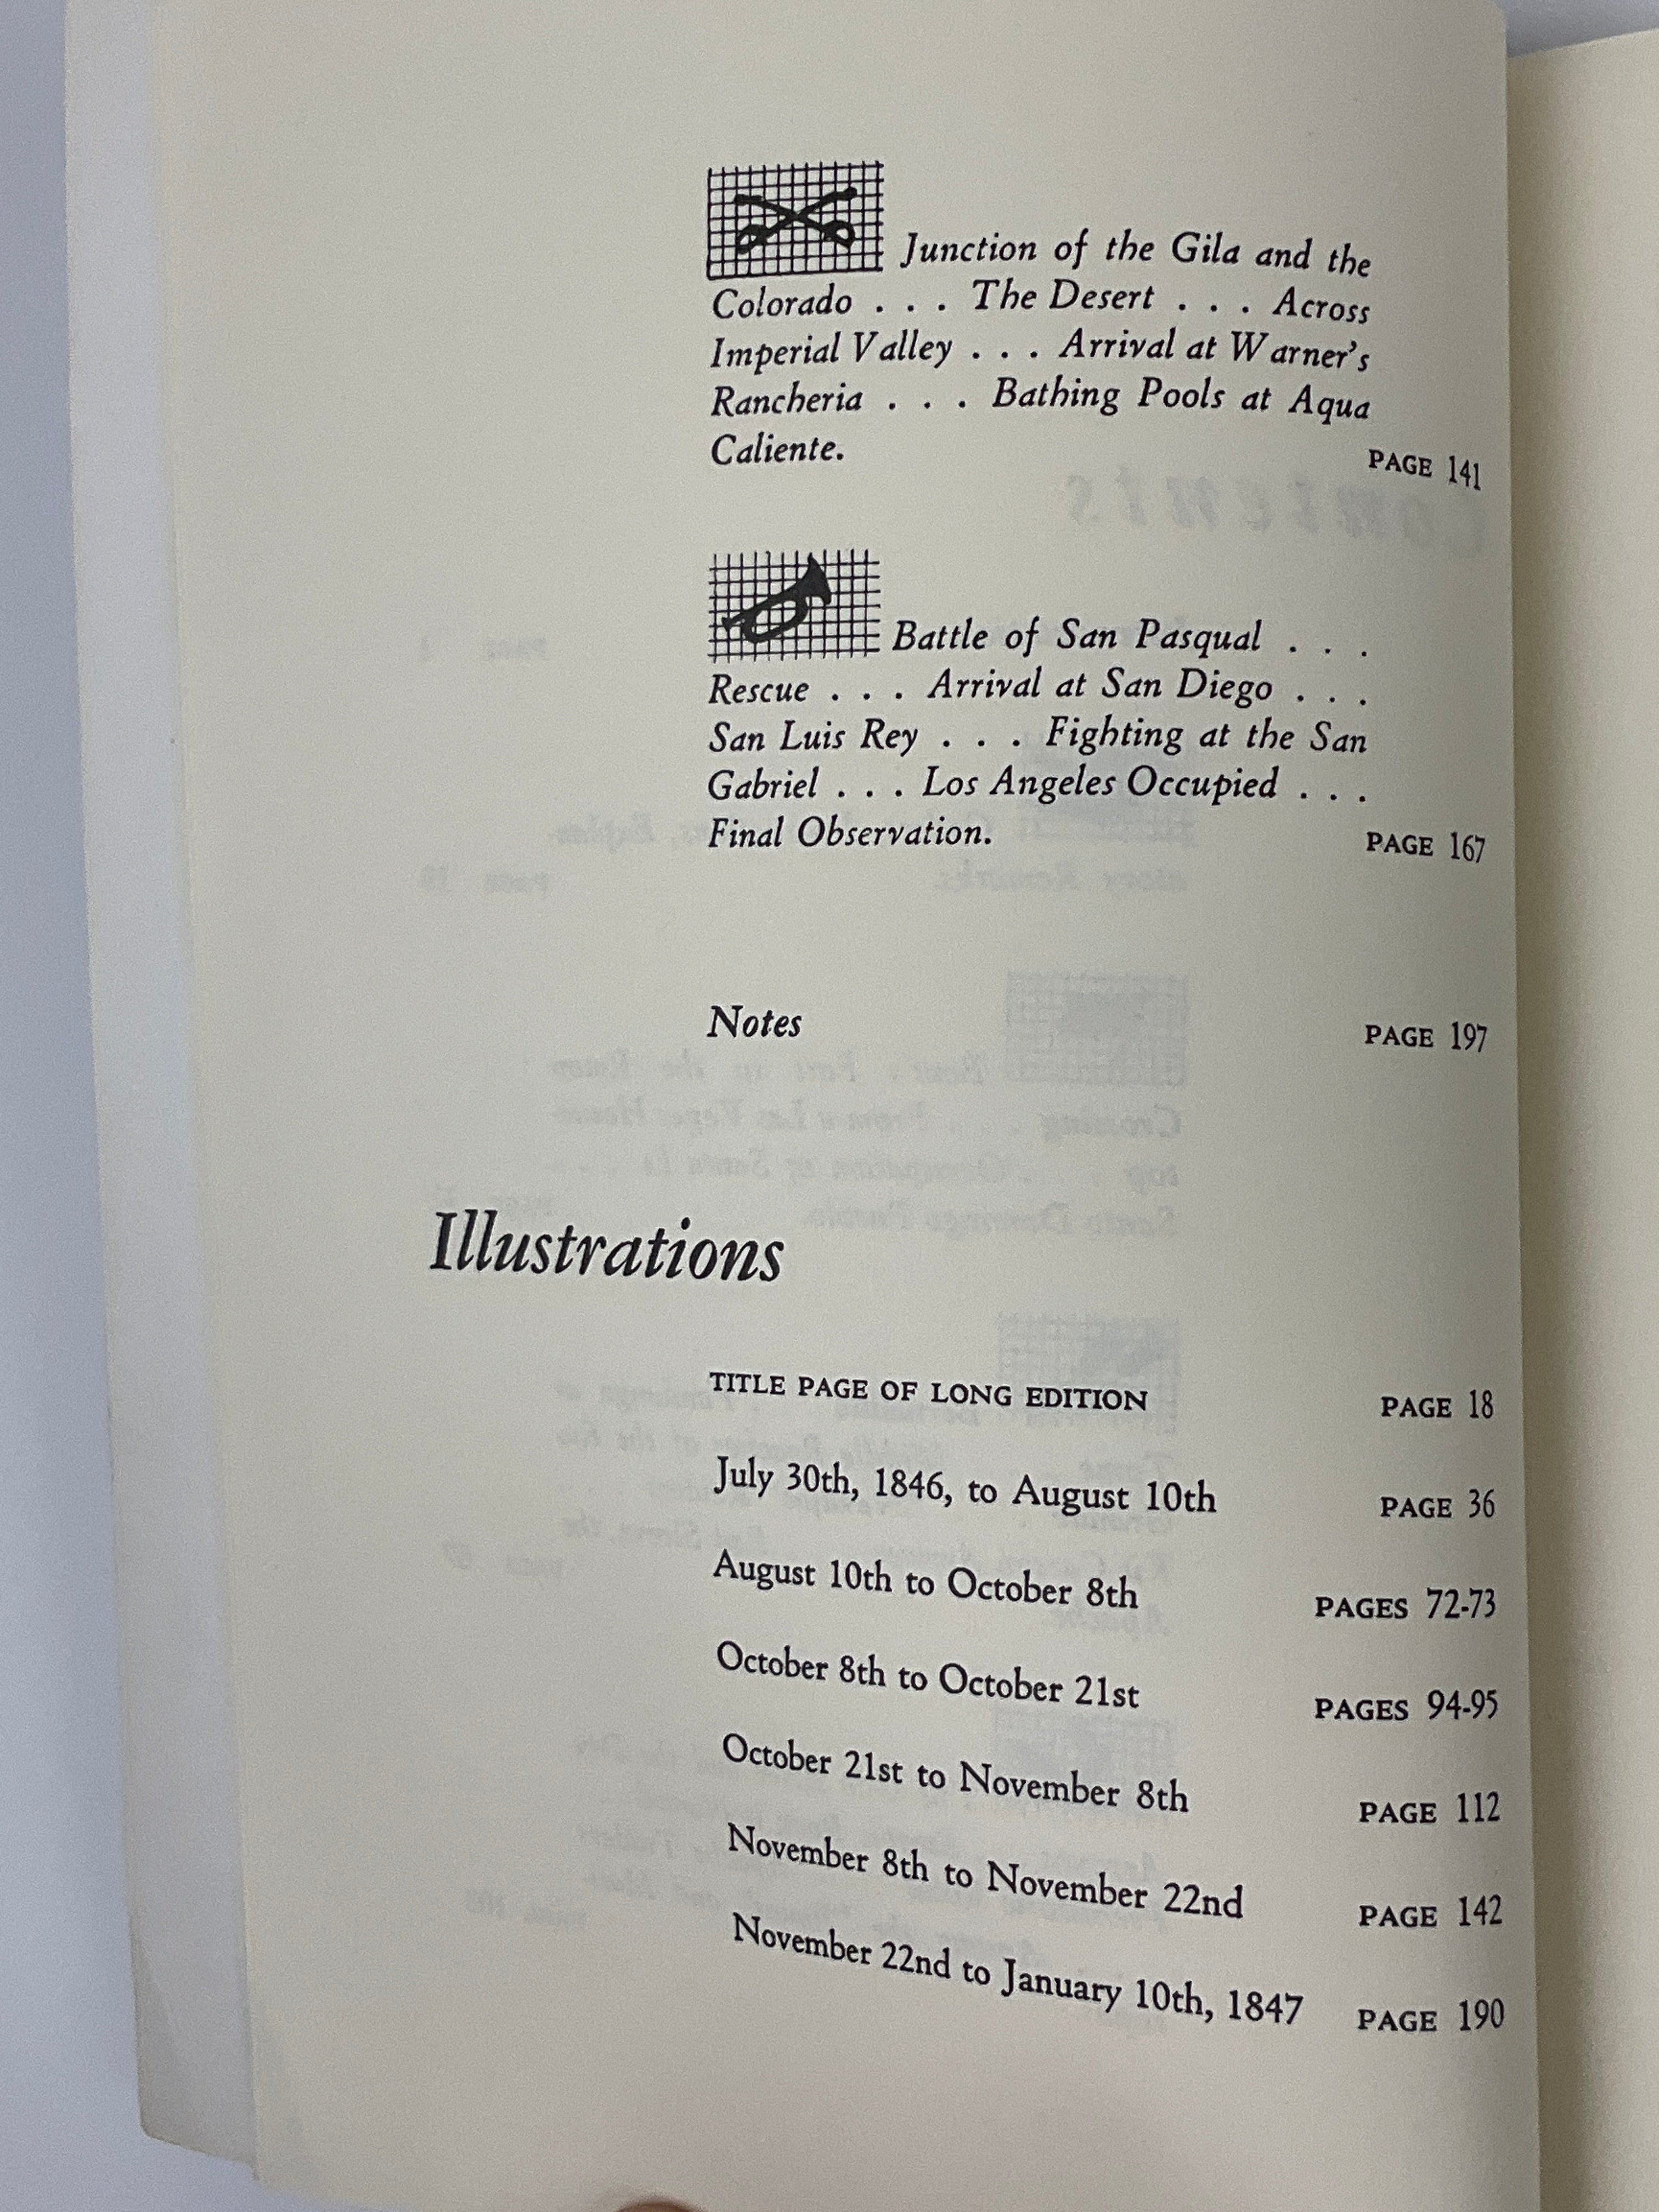 Junction of the Gila and the
Colorado . . . The Desert . . . Across
Imperial Valley . . . Arrival at Warner's
Rancheria . . . Bathing Pools at Aqua
Caliente. PAGE 141
Battle of San Pasqual . . .
Rescue . . . Arrival at San Diego . . .
San Luis Rey . . . Fighting at the San
Gabriel . . . Los Angeles Occupied . . .
Final Observation. PAGE 167
Notes PAGE 197
Illustrations
TITLE PAGE OF LONG EDITION PAGE 18
July 30th, 1846, to August 10th PAGE 36
August 10th to October 8th PAGES 72-73
October 8th to October 21st PAGES 94-95
October 21st to November 8th PAGE 112
November 8th to November 22nd PAGE 142
November 22nd to January 10th, 1847 PAGE 190